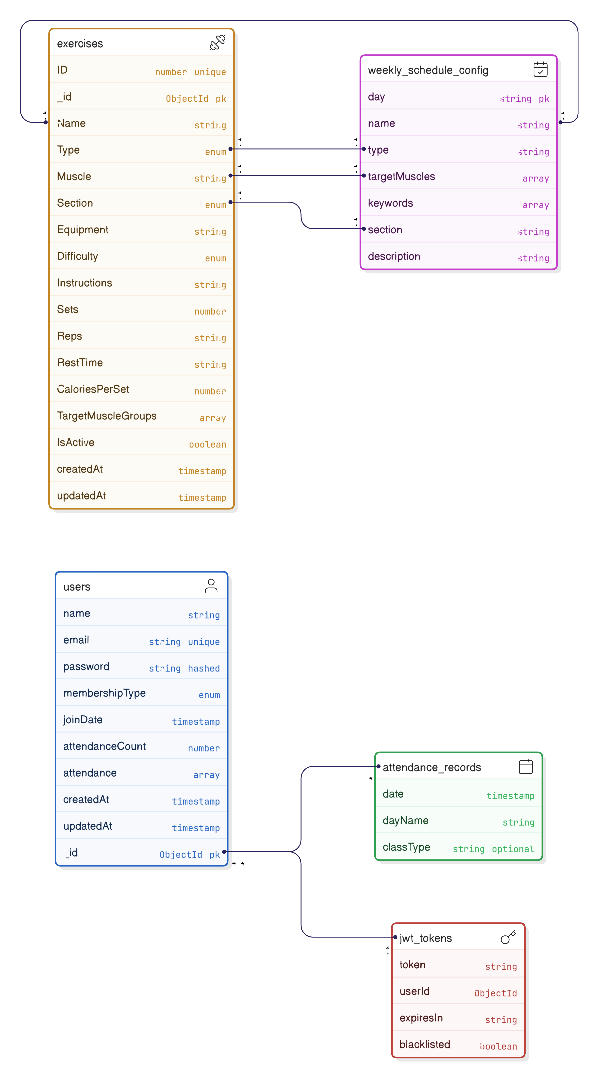 exercises
ID number unique
_id ObjectId pk
Name string
Type enum
Muscle string
Section enum
Equipment string
Difficulty enum
Instructions string
Sets number
Reps string
RestTime string
CaloriesPerSet number
TargetMuscleGroups array
IsActive boolean
createdAt timestamp
updatedAt timestamp
weekly_schedule_config
day string pk
name string
type string
targetMuscles array
keywords array
section string
description string
users
name string
email string unique
password string hashed
membershipType enum
joinDate timestamp
attendanceCount number
attendance array
createdAt timestamp
updatedAt timestamp
_id ObjectId pk
attendance_records
date timestamp
dayName string
classType string optional
jwt_tokens
token string
userId ObjectId
expiresIn string
blacklisted boolean